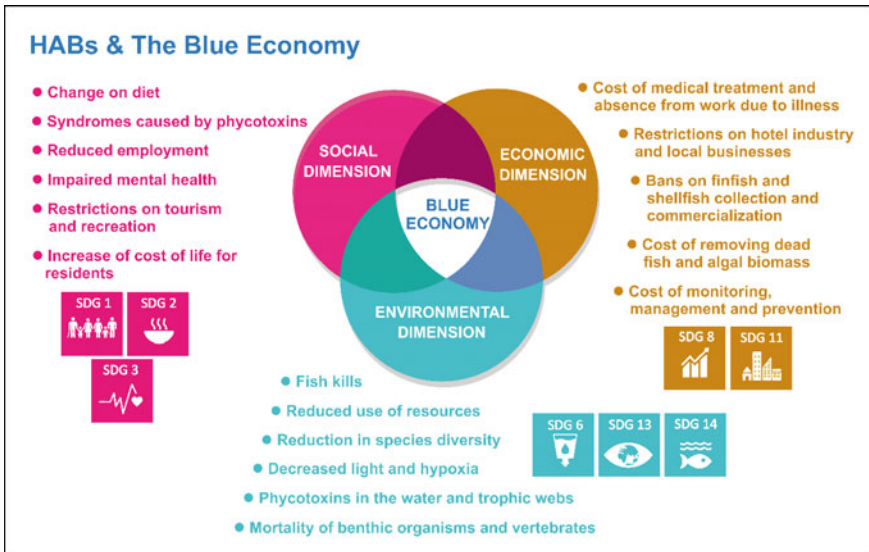 HABs & The Blue Economy
● Change on diet
● Syndromes caused by phycotoxins
● Reduced employment
● Impaired mental health
● Restrictions on tourism
and recreation
● Increase of cost of life for
residents
SDG 1
SDG 2
SDG 3
SOCIAL
DIMENSION
ECONOMIC
DIMENSION
BLUE
ECONOMY
ENVIRONMENTAL
DIMENSION
● Cost of medical treatment and
absence from work due to illness
● Restrictions on hotel industry
and local businesses
● Bans on finfish and
shellfish collection and
commercialization
● Cost of removing dead
fish and algal biomass
● Cost of monitoring,
management and prevention
SDG 8
SDG 11
● Fish kills
● Reduced use of resources
● Reduction in species diversity
● Decreased light and hypoxia
● Phycotoxins in the water and trophic webs
● Mortality of benthic organisms and vertebrates
SDG 6
SDG 13
SDG 14